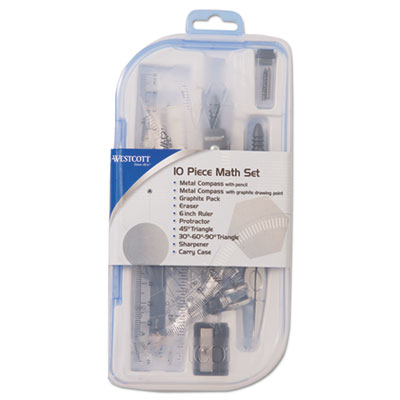 WESTCOTT
10 Piece Math Set
• Metal Compass with pencil
• Metal Compass with graphite drawing point
• Graphite Pack
• Eraser
• 6-inch Ruler
• Protractor
• 45° Triangle
• 30°-60°-90° Triangle
• Sharpener
• Carry Case